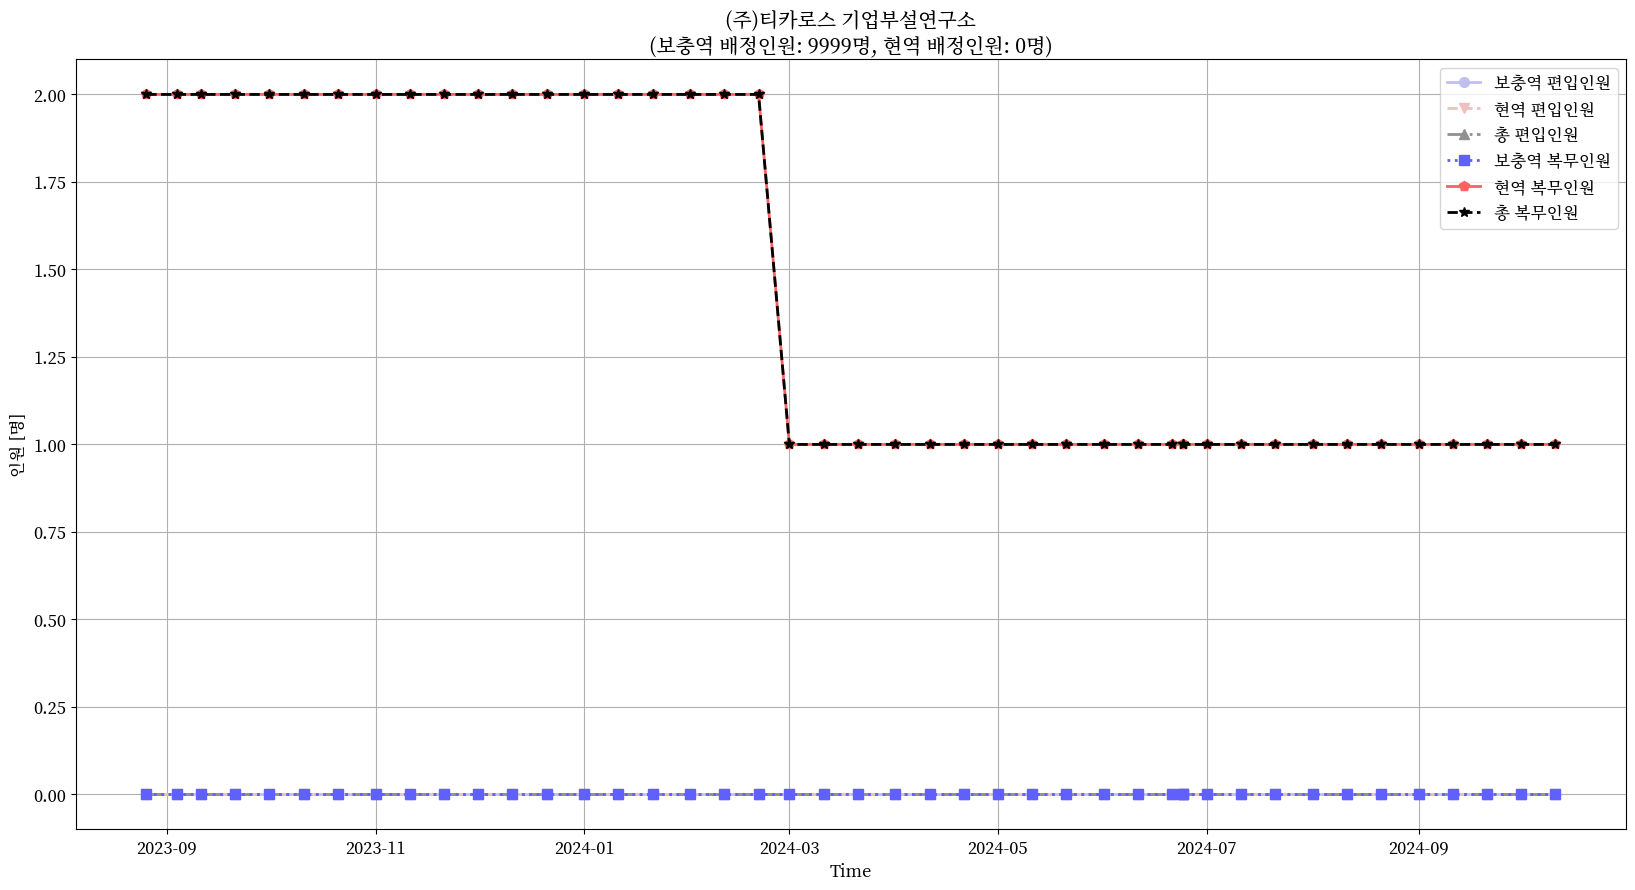 (주)티카로스 기업부설연구소
(보충역 배정인원: 9999명, 현역 배정인원: 0명)
보충역 편입인원
현역 편입인원
총 편입인원
보충역 복무인원
현역 복무인원
총 복무인원
인원 [명]
2.00
1.75
1.50
1.25
1.00
0.75
0.50
0.25
0.00
2023-09 2023-11 2024-01 2024-03 2024-05 2024-07 2024-09
Time